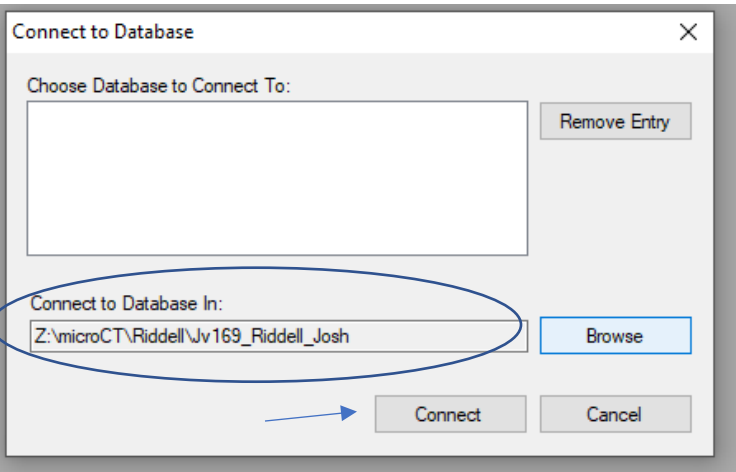 Connect to Database
Choose Database to Connect To:
Remove Entry
Connect to Database In:
Z:\microCT\Riddell\Jv169_Riddell_Josh
Browse
Connect
Cancel